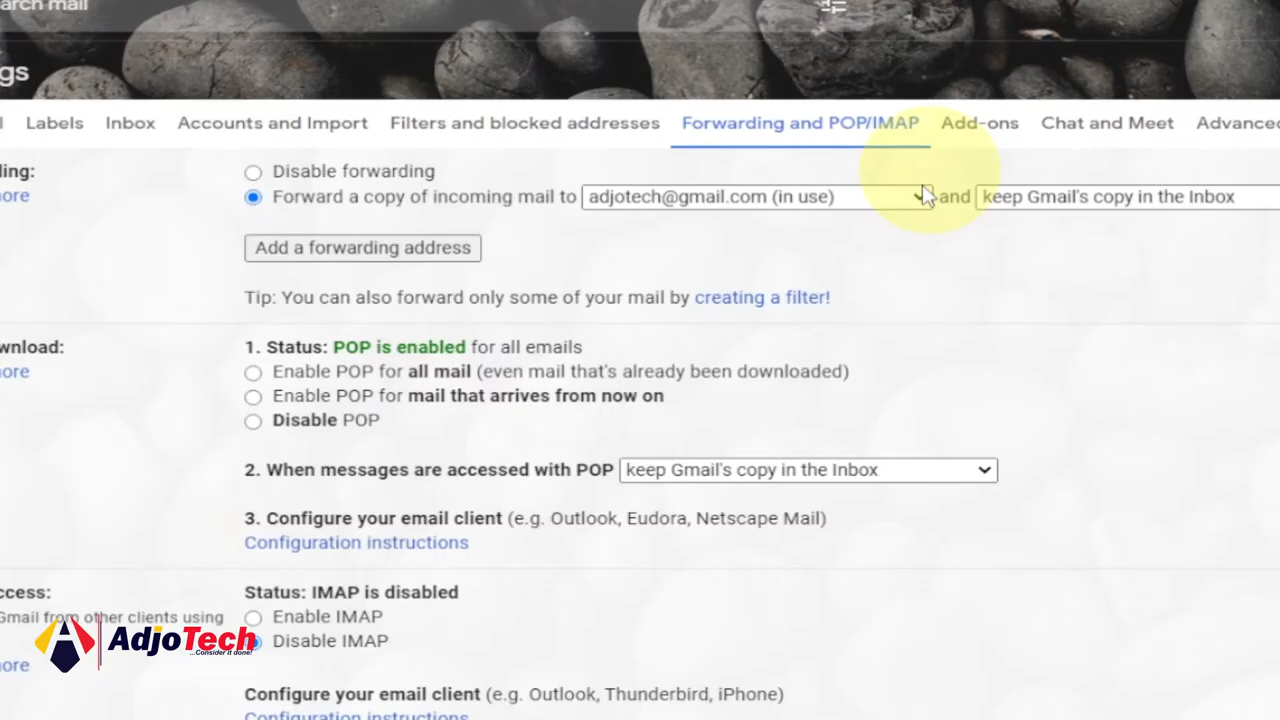 arch mail
gs
l Labels Inbox Accounts and Import Filters and blocked addresses Forwarding and POP/IMAP Add-ons Chat and Meet Advanced
ding: Disable forwarding
ore Forward a copy of incoming mail to adjotech@gmail.com (in use) and keep Gmail's copy in the Inbox
Add a forwarding address
Tip: You can also forward only some of your mail by creating a filter!
wnload: 1. Status: POP is enabled for all emails
ore Enable POP for all mail (even mail that's already been downloaded)
Enable POP for mail that arrives from now on
Disable POP
2. When messages are accessed with POP keep Gmail's copy in the Inbox
3. Configure your email client (e.g. Outlook, Eudora, Netscape Mail)
Configuration instructions
ccess: Status: IMAP is disabled
Gmail from other clients using Enable IMAP
AdjoTech Disable IMAP
...Consider it done!
ore
Configure your email client (e.g. Outlook, Thunderbird, iPhone)
Configuration instructions